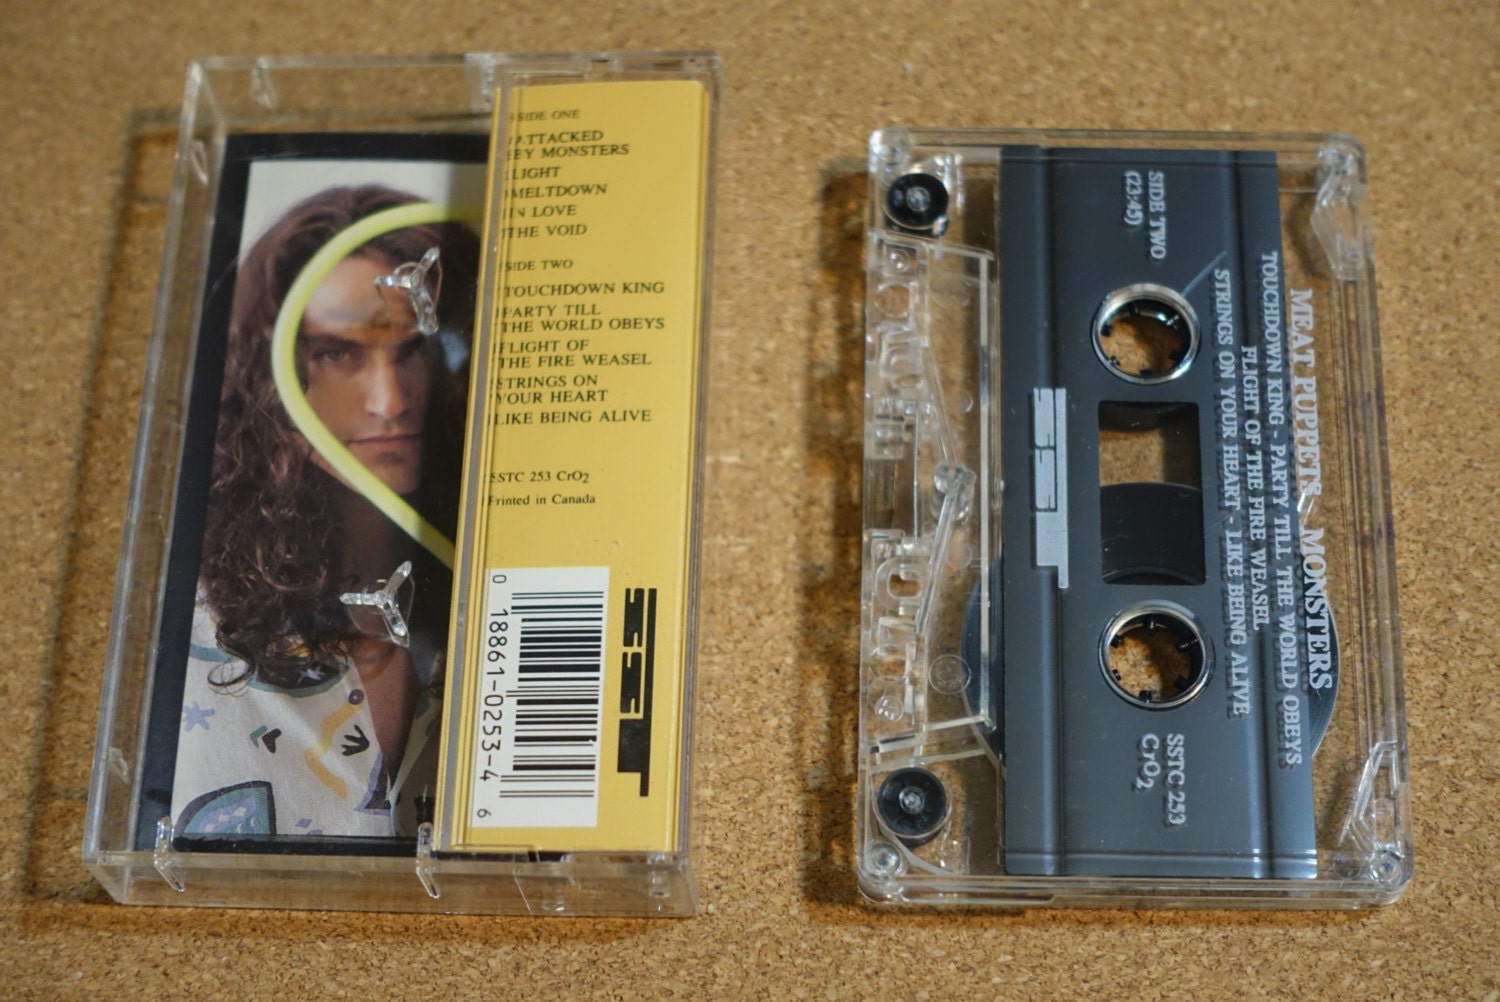 SIDE ONE
ATTACKED
BY MONSTERS
LIGHT
MELTDOWN
IN LOVE
THE VOID
SIDE TWO
TOUCHDOWN KING
PARTY TILL
THE WORLD OBEYS
FLIGHT OF
THE FIRE WEASEL
STRINGS ON
YOUR HEART
LIKE BEING ALIVE
SSTC 253 CrO2
Printed in Canada
0 18861-0253-4 6
SST
MEAT PUPPETS - MONSTERS
TOUCHDOWN KING - PARTY TILL THE WORLD OBEYS
FLIGHT OF THE FIRE WEASEL
STRINGS ON YOUR HEART - LIKE BEING ALIVE
SIDE TWO
(23:45)
SST
SSTC 253
CrO2